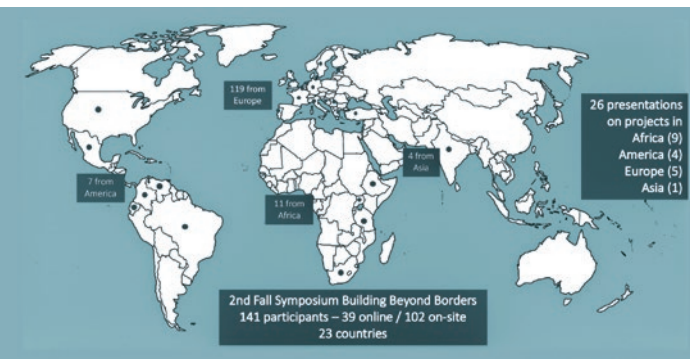 119 from
Europe
26 presentations
on projects in
Africa (9)
America (4)
Europe (5)
Asia (1)
4 from
Asia
7 from
America
11 from
Africa
2nd Fall Symposium Building Beyond Borders
141 participants – 39 online / 102 on-site
23 countries